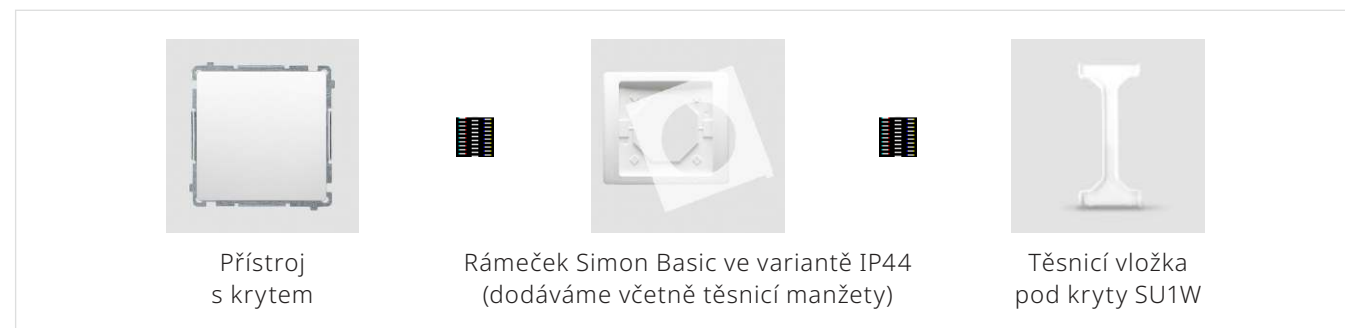 Přístroj
s krytem
Rámeček Simon Basic ve variantě IP44
(dodáváme včetně těsnicí manžety)
Těsnicí vložka
pod kryty SU1W